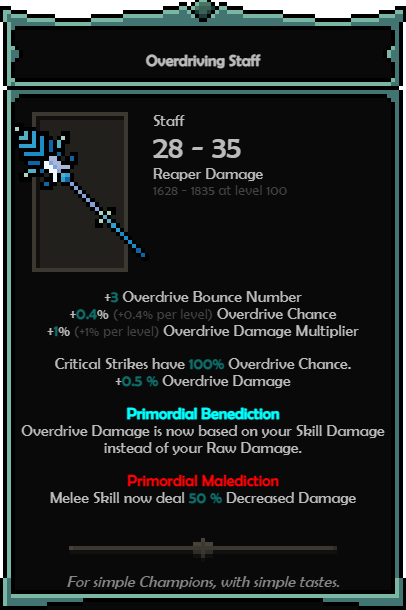 Overdriving Staff
Staff
28 - 35
Reaper Damage
1628 - 1835 at level 100
+3 Overdrive Bounce Number
+0.4% (+0.4% per level) Overdrive Chance
+1% (+1% per level) Overdrive Damage Multiplier
Critical Strikes have 100% Overdrive Chance.
+0.5 % Overdrive Damage
Primordial Benediction
Overdrive Damage is now based on your Skill Damage
instead of your Raw Damage.
Primordial Malediction
Melee Skill now deal 50 % Decreased Damage
For simple Champions, with simple tastes.